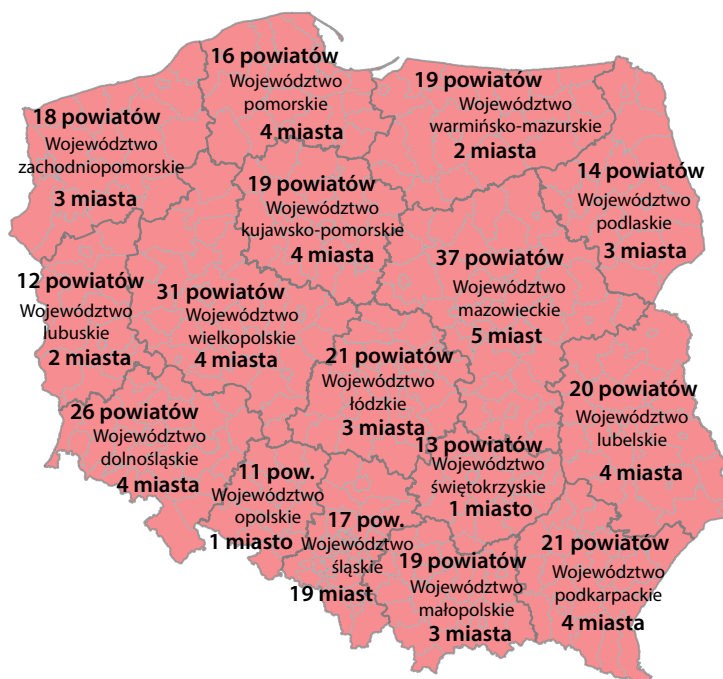 16 powiatów
Województwo
pomorskie
4 miasta
19 powiatów
Województwo
warmińsko-mazurskie
2 miasta
18 powiatów
Województwo
zachodniopomorskie
3 miasta
19 powiatów
Województwo
kujawsko-pomorskie
4 miasta
14 powiatów
Województwo
podlaskie
3 miasta
37 powiatów
Województwo
mazowieckie
5 miast
12 powiatów
Województwo
lubuskie
2 miasta
31 powiatów
Województwo
wielkopolskie
4 miasta
21 powiatów
Województwo
łódzkie
3 miasta
20 powiatów
Województwo
lubelskie
4 miasta
26 powiatów
Województwo
dolnośląskie
4 miasta
13 powiatów
Województwo
świętokrzyskie
1 miasto
11 pow.
Województwo
opolskie
1 miasto
17 pow.
Województwo
śląskie
19 miast
19 powiatów
Województwo
małopolskie
3 miasta
21 powiatów
Województwo
podkarpackie
4 miasta